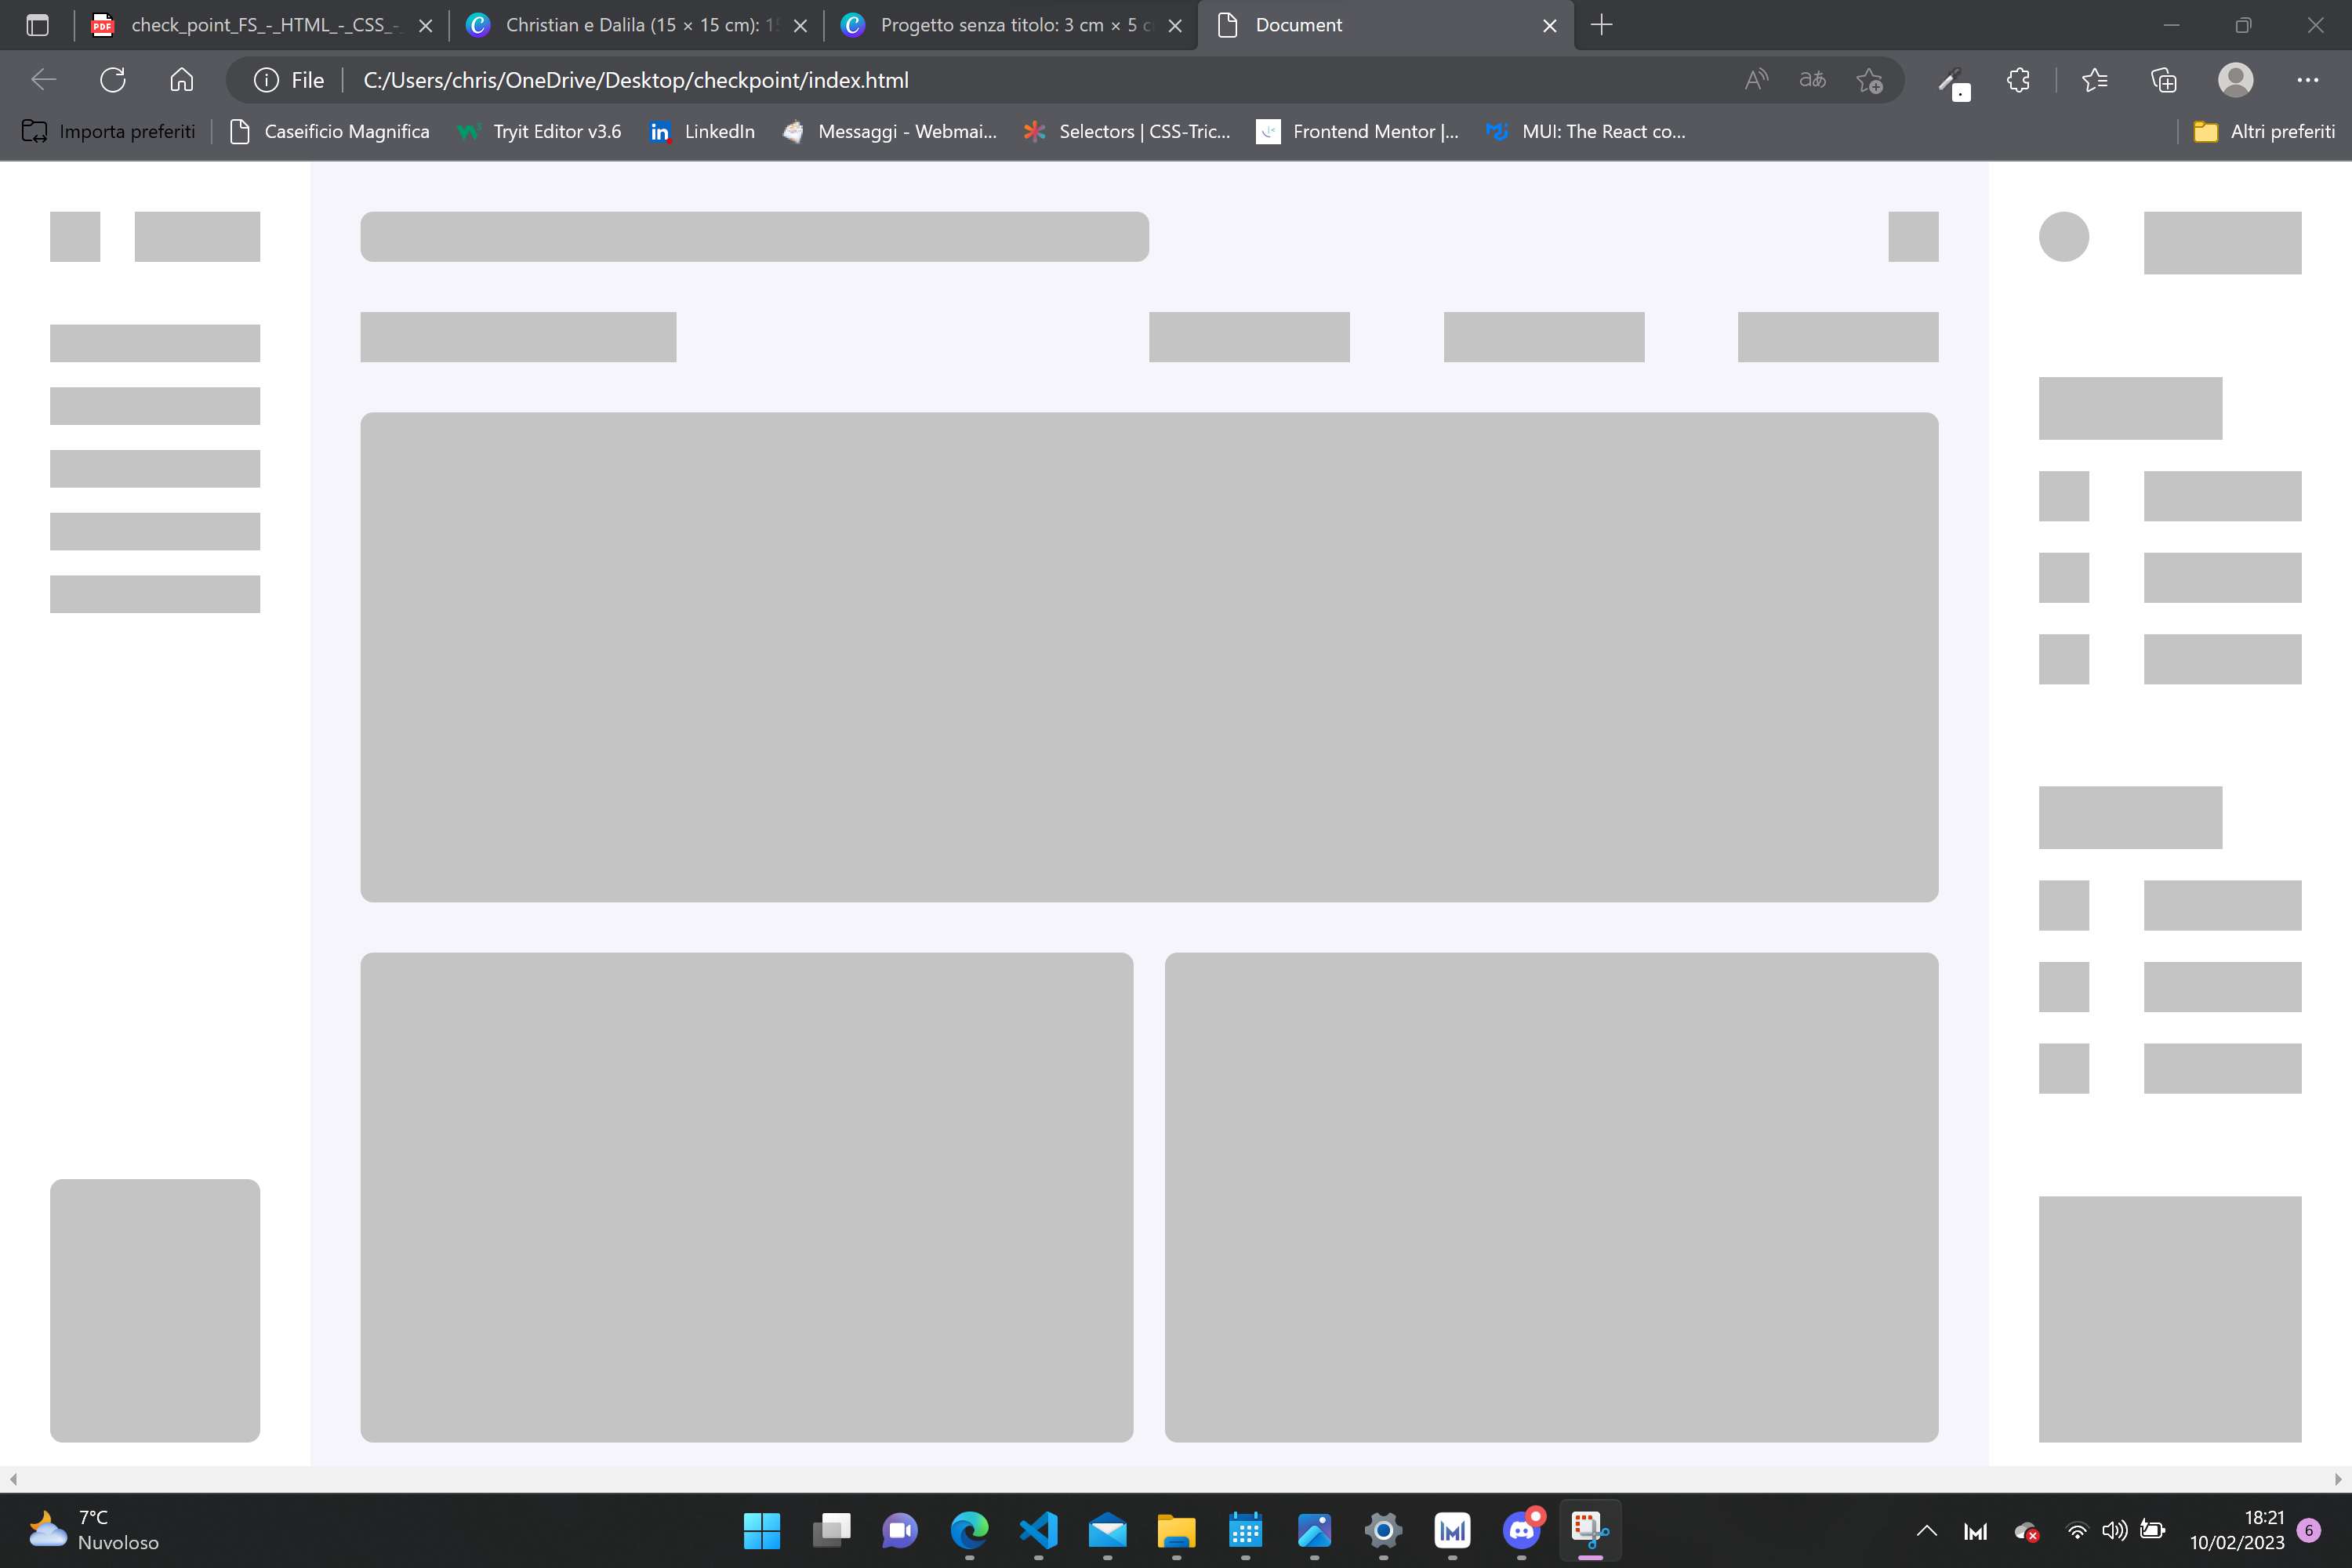 check_point_FS_-_HTML_-_CSS_-
Christian e Dalila (15 × 15 cm): 1
Progetto senza titolo: 3 cm × 5 c
Document
File
C:/Users/chris/OneDrive/Desktop/checkpoint/index.html
Importa preferiti
Caseificio Magnifica
Tryit Editor v3.6
LinkedIn
Messaggi - Webmai...
Selectors | CSS-Tric...
Frontend Mentor |...
MUI: The React co...
Altri preferiti
7°C
Nuvoloso
18:21
10/02/2023
6